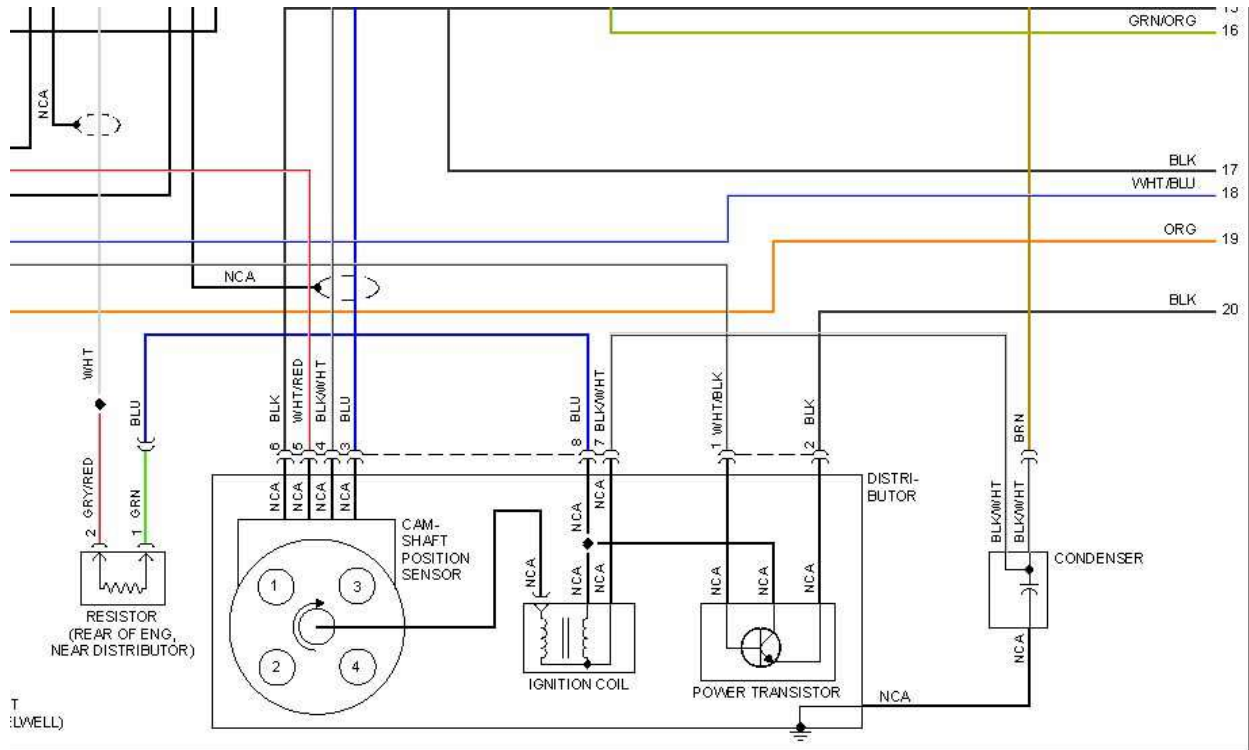 GRN/ORG 16
NCA
BLK 17
WHT/BLU 18
ORG 19
NCA
BLK 20
WHT
BLU
BLK
WHT/RED
BLK/WHT
BLU
BLU
BLK/WHT
WHT/BLK
BLK
BRN
6 5 4 3 8 7 1 2
GRY/RED
GRN
2 1
NCA NCA NCA NCA NCA NCA
DISTRI-
BUTOR
BLK/WHT
BLK/WHT
CAM-
SHAFT
POSITION
SENSOR
1 3
2 4
NCA NCA NCA NCA NCA NCA
CONDENSER
RESISTOR
(REAR OF ENG,
NEAR DISTRIBUTOR)
IGNITION COIL
POWER TRANSISTOR
NCA
NCA
T
ELWELL)